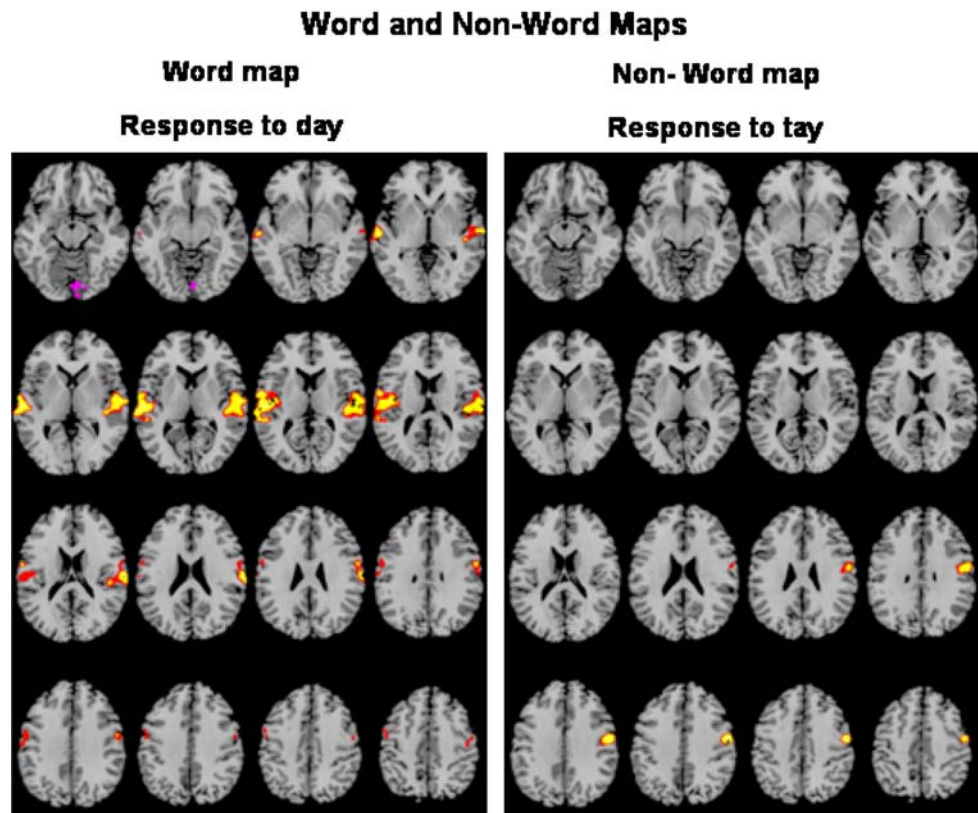 Word and Non-Word Maps
Word map
Non- Word map
Response to day
Response to tay